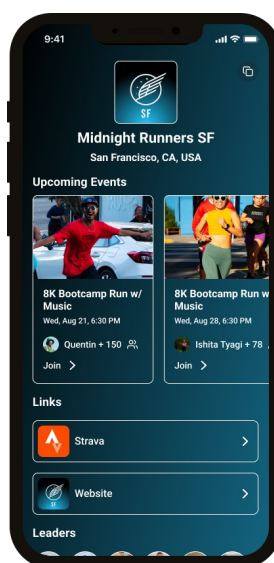 9:41
SF
Midnight Runners SF
San Francisco, CA, USA
Upcoming Events
8K Bootcamp Run w/
Music
Wed, Aug 21, 6:30 PM
Quentin + 150
Join
8K Bootcamp Run w
Music
Wed, Aug 28, 6:30 PM
Ishita Tyagi + 78
Join
Links
Strava
SF
Website
Leaders